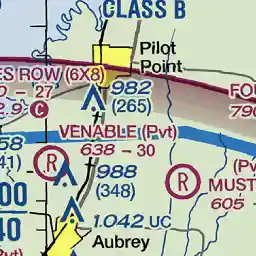 CLASS B
Pilot
Point
ES ROW (6X8)
0 - 27
2.9 C
982
(265)
FOU
790
VENABLE (Pvt)
638 - 30
58
41)
R
988
(348)
R
(Pv
MUST
605 -
00
40
1.042 UC
Aubrey